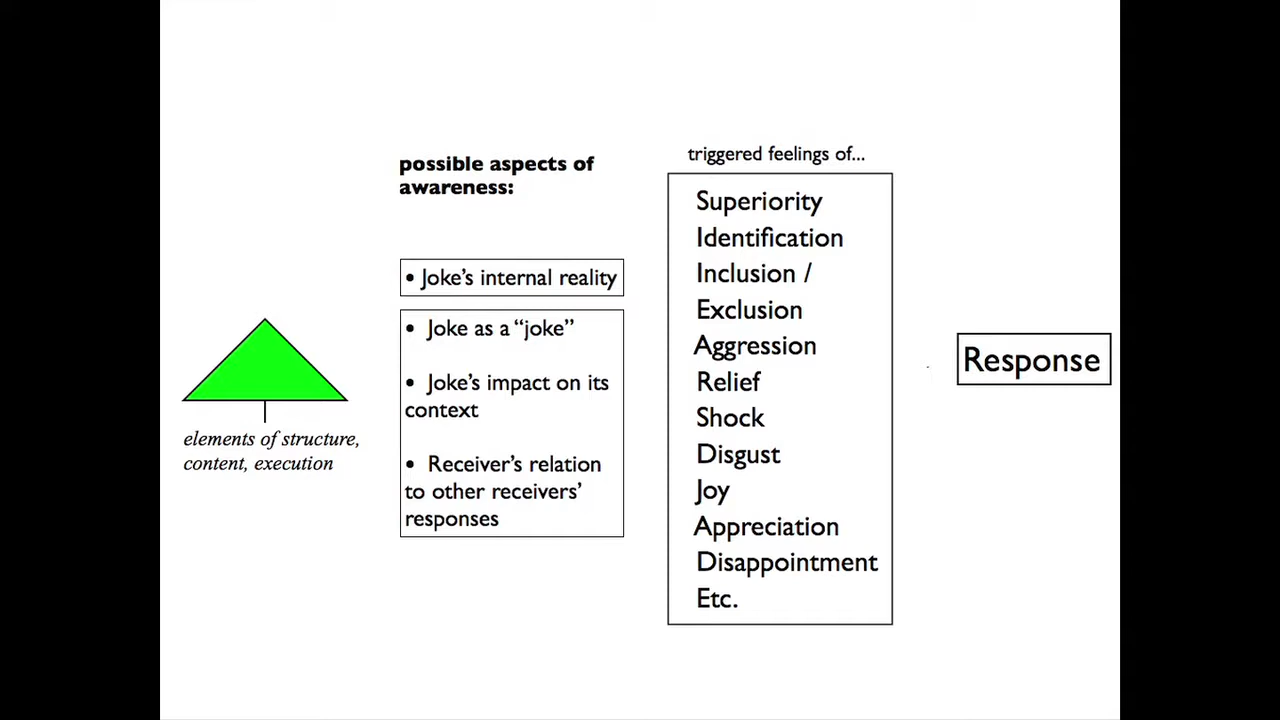 possible aspects of
awareness:
• Joke's internal reality
• Joke as a “joke”
• Joke's impact on its
context
• Receiver's relation
to other receivers'
responses
elements of structure,
content, execution
triggered feelings of...
Superiority
Identification
Inclusion /
Exclusion
Aggression
Relief
Shock
Disgust
Joy
Appreciation
Disappointment
Etc.
Response